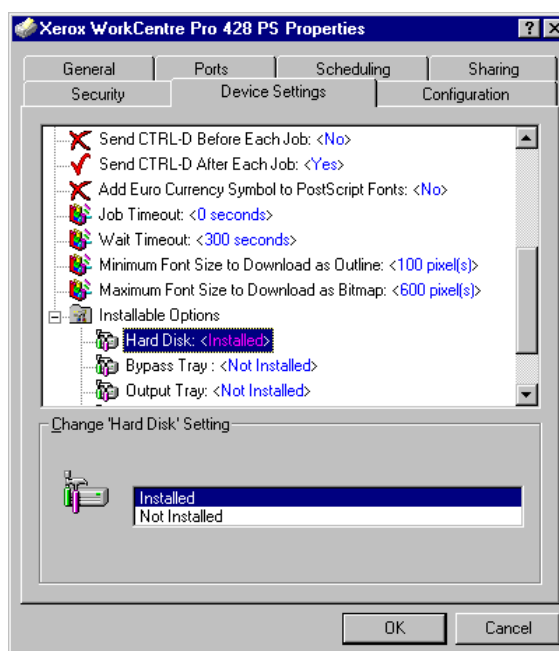 Xerox WorkCentre Pro 428 PS Properties
General Ports Scheduling Sharing
Security Device Settings Configuration
Send CTRL-D Before Each Job: <No>
Send CTRL-D After Each Job: <Yes>
Add Euro Currency Symbol to PostScript Fonts: <No>
Job Timeout: <0 seconds>
Wait Timeout: <300 seconds>
Minimum Font Size to Download as Outline: <100 pixel(s)>
Maximum Font Size to Download as Bitmap: <600 pixel(s)>
Installable Options
Hard Disk: <Installed>
Bypass Tray : <Not Installed>
Output Tray: <Not Installed>
Change 'Hard Disk' Setting
Installed
Not Installed
OK Cancel